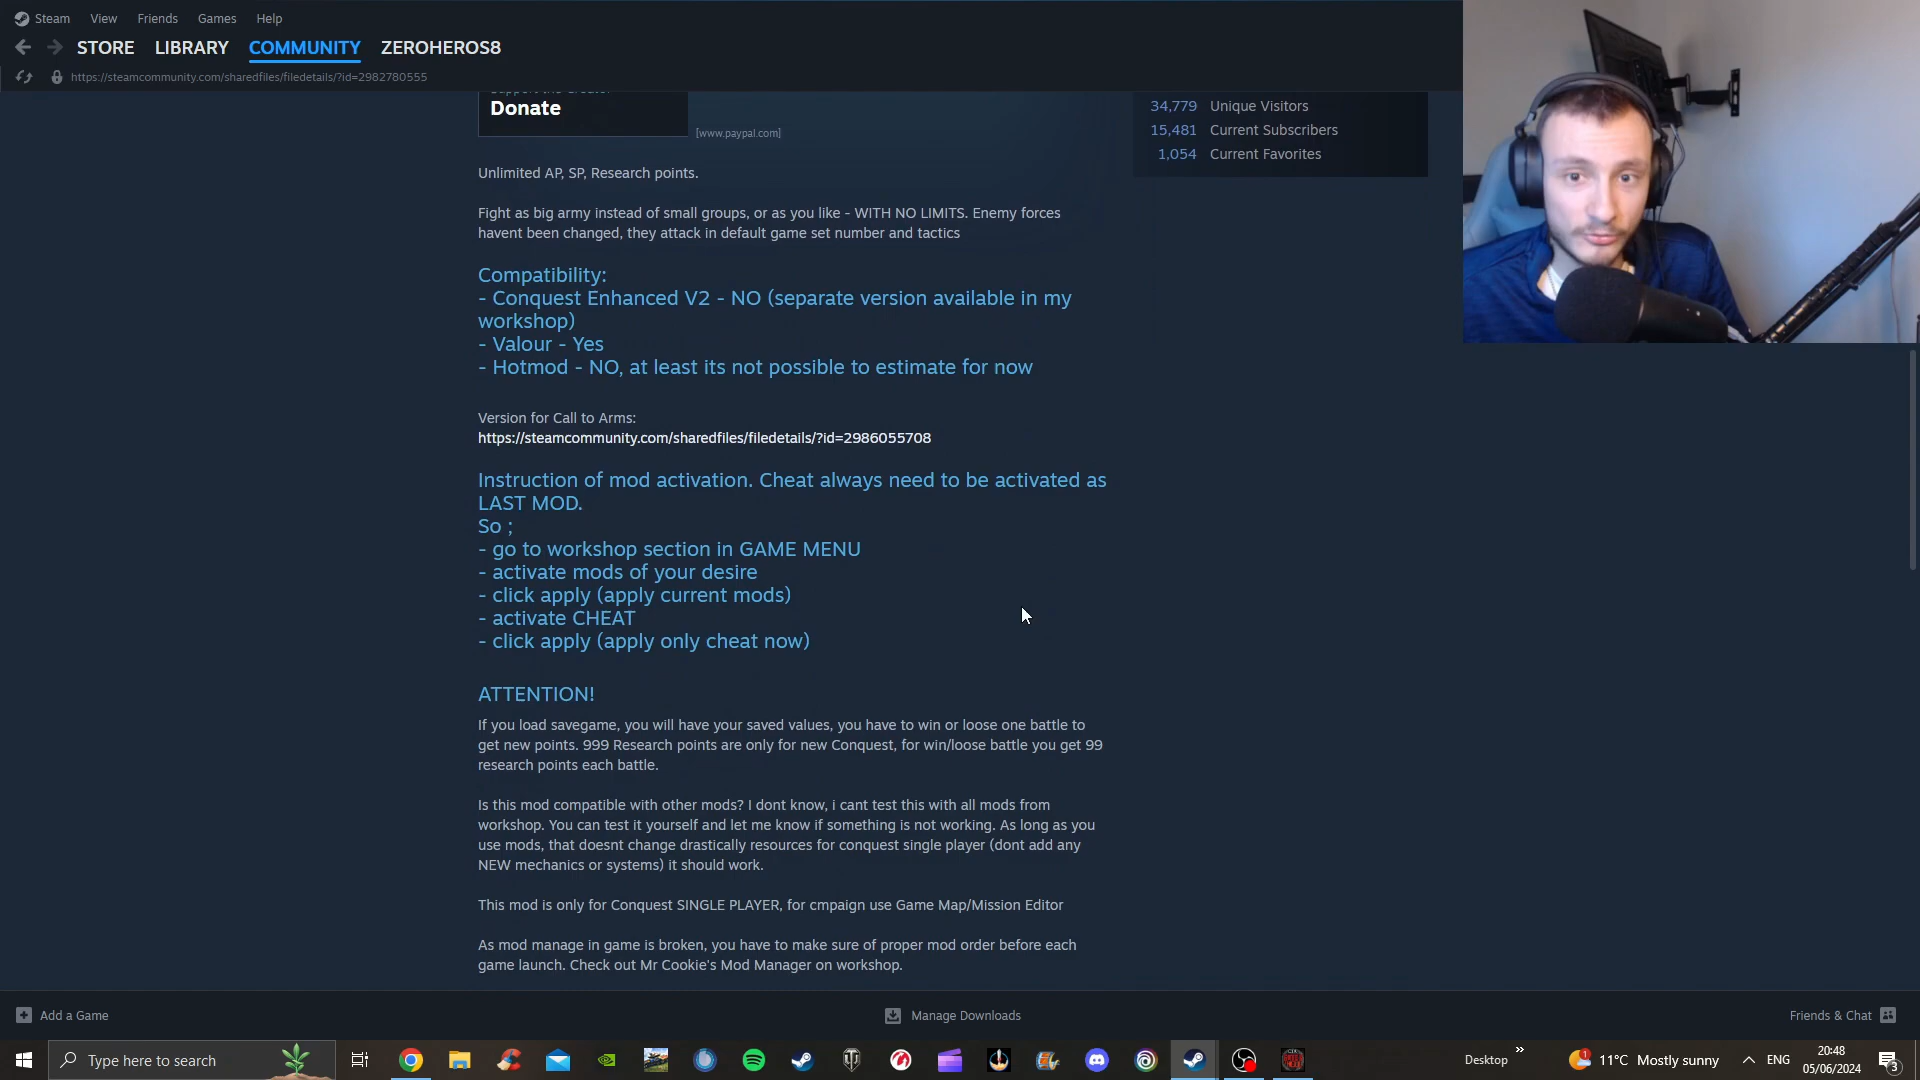 Steam View Friends Games Help
STORE LIBRARY COMMUNITY ZEROHEROS8
https://steamcommunity.com/sharedfiles/filedetails/?id=2982780555
Donate
[www.paypal.com]
34,779 Unique Visitors
15,481 Current Subscribers
1,054 Current Favorites
Unlimited AP, SP, Research points.
Fight as big army instead of small groups, or as you like - WITH NO LIMITS. Enemy forces
havent been changed, they attack in default game set number and tactics
Compatibility:
- Conquest Enhanced V2 - NO (separate version available in my
workshop)
- Valour - Yes
- Hotmod - NO, at least its not possible to estimate for now
Version for Call to Arms:
https://steamcommunity.com/sharedfiles/filedetails/?id=2986055708
Instruction of mod activation. Cheat always need to be activated as
LAST MOD.
So ;
- go to workshop section in GAME MENU
- activate mods of your desire
- click apply (apply current mods)
- activate CHEAT
- click apply (apply only cheat now)
ATTENTION!
If you load savegame, you will have your saved values, you have to win or loose one battle to
get new points. 999 Research points are only for new Conquest, for win/loose battle you get 99
research points each battle.
Is this mod compatible with other mods? I dont know, i cant test this with all mods from
workshop. You can test it yourself and let me know if something is not working. As long as you
use mods, that doesnt change drastically resources for conquest single player (dont add any
NEW mechanics or systems) it should work.
This mod is only for Conquest SINGLE PLAYER, for cmpaign use Game Map/Mission Editor
As mod manage in game is broken, you have to make sure of proper mod order before each
game launch. Check out Mr Cookie's Mod Manager on workshop.
Add a Game Manage Downloads Friends & Chat
Type here to search Desktop 11°C Mostly sunny ENG 20:48
05/06/2024 3